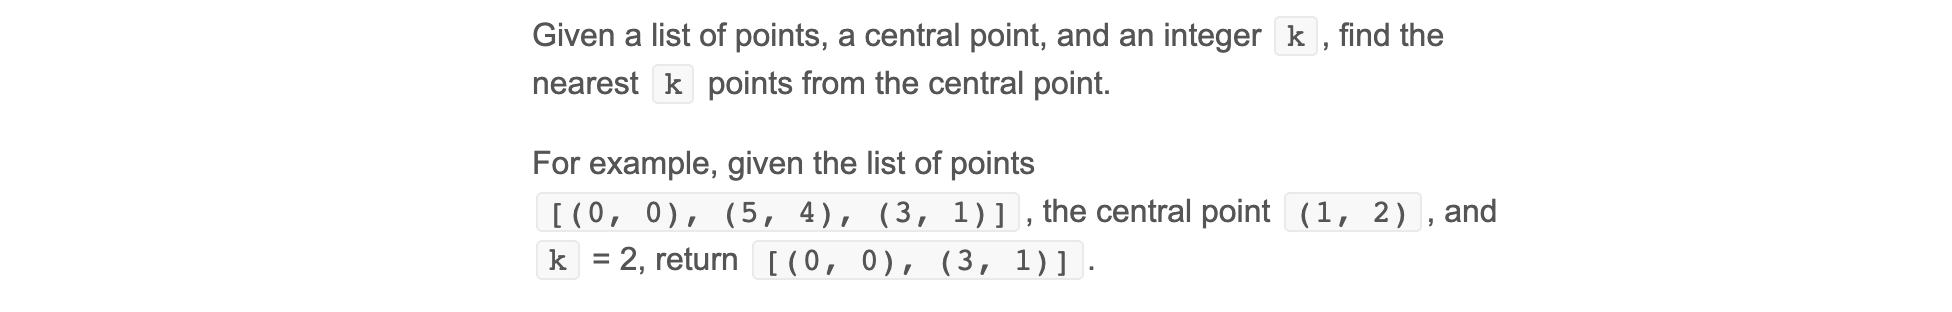 Given a list of points, a central point, and an integer k, find the
nearest k points from the central point.
For example, given the list of points
[(0, 0), (5, 4), (3, 1)], the central point (1, 2), and
k = 2, return [(0, 0), (3, 1)].